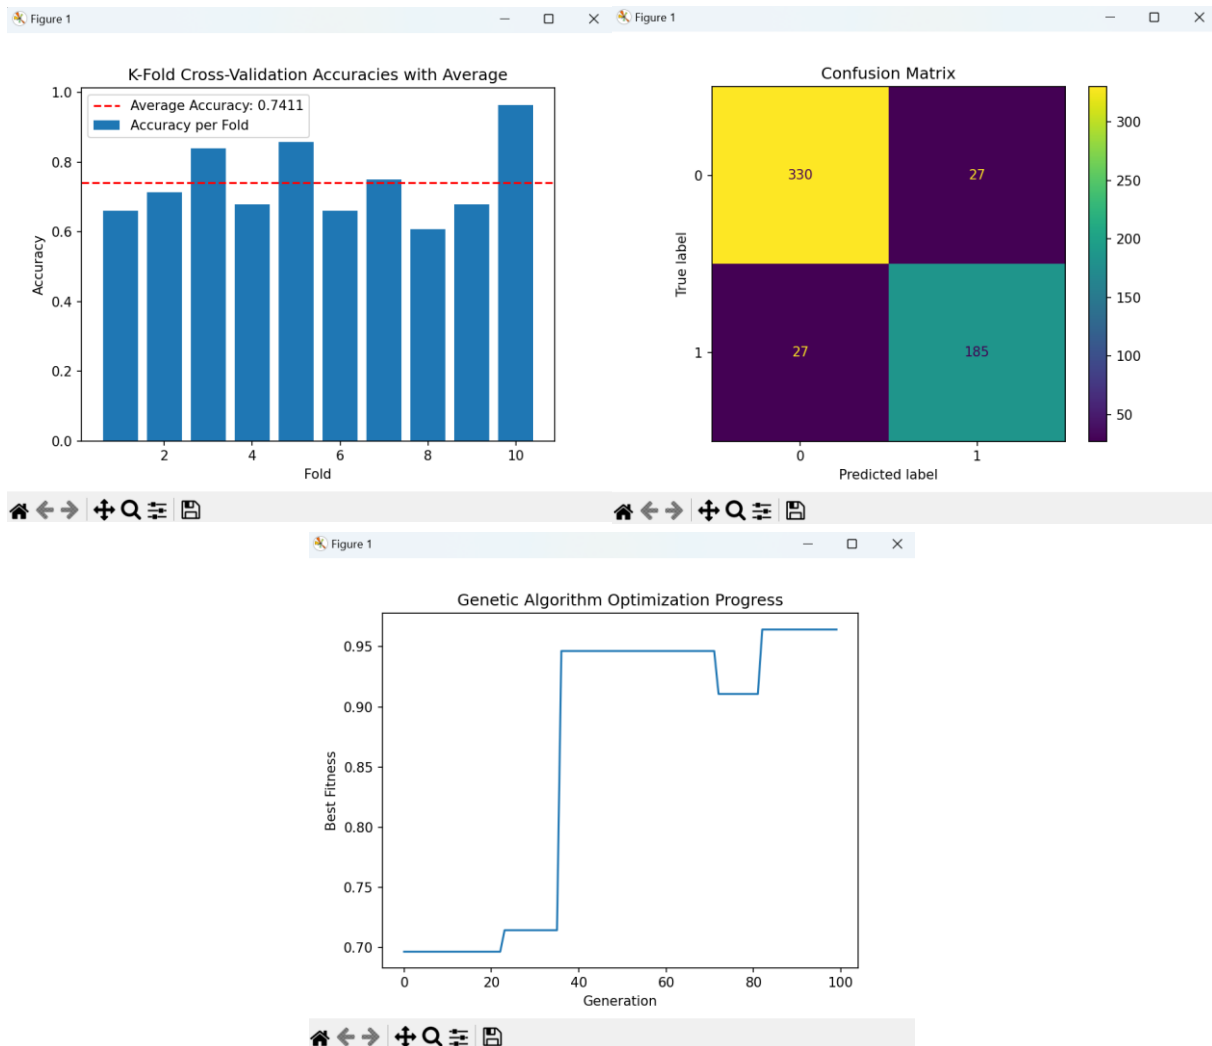 Figure 1
K-Fold Cross-Validation Accuracies with Average
1.0
0.8
0.6
0.4
0.2
0.0
Accuracy
Average Accuracy: 0.7411
Accuracy per Fold
2 4 6 8 10
Fold
Figure 1
Confusion Matrix
0
1
True label
330 27
27 185
0 1
Predicted label
300
250
200
150
100
50
Figure 1
Genetic Algorithm Optimization Progress
0.95
0.90
0.85
0.80
0.75
0.70
Best Fitness
0 20 40 60 80 100
Generation